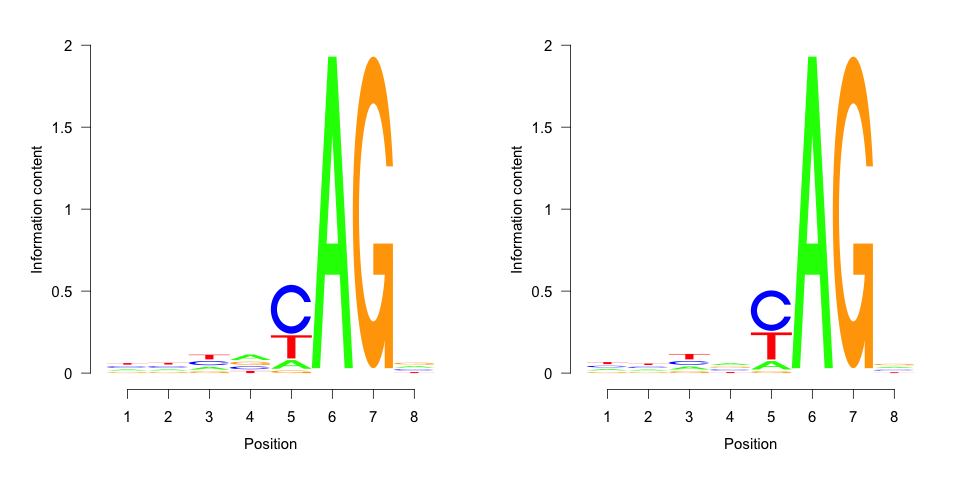 2
1.5
1
0.5
0
Information content
C
T
A
A
G
1 2 3 4 5 6 7 8
Position
2
1.5
1
0.5
0
Information content
C
T
A
A
G
1 2 3 4 5 6 7 8
Position